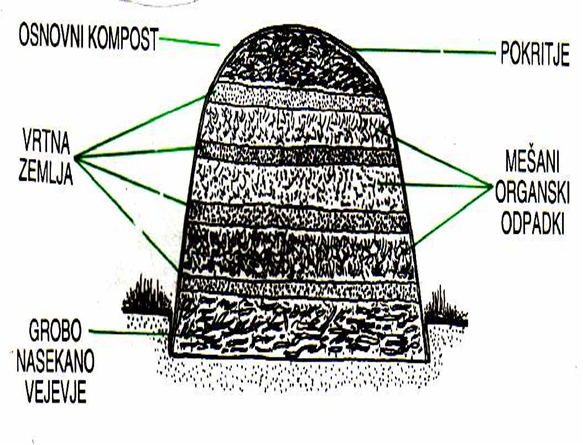 OSNOVNI KOMPOST
POKRITJE
VRTNA
ZEMLJA
MEŠANI
ORGANSKI
ODPADKI
GROBO
NASEKANO
VEJEVJE